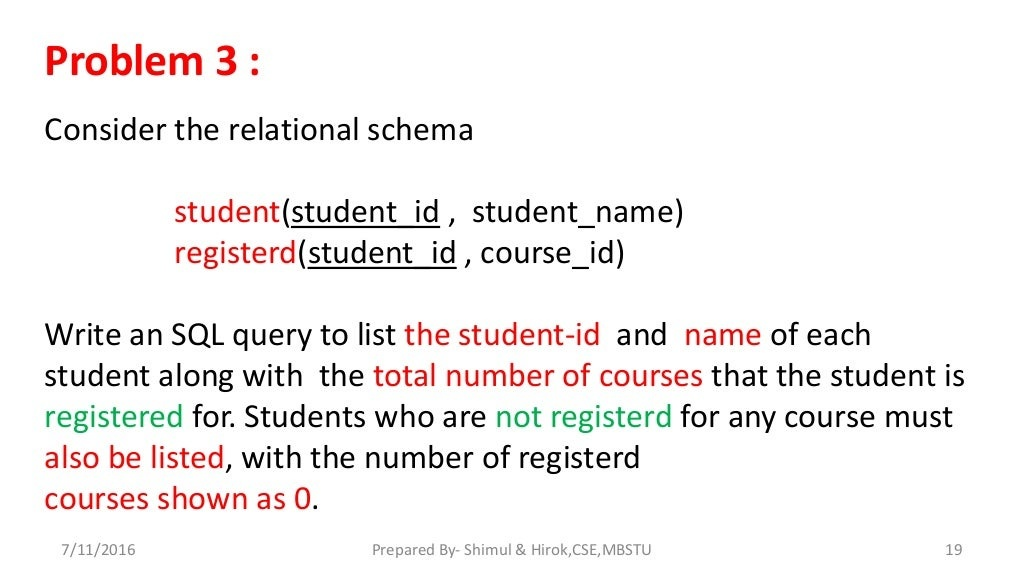 Problem 3 :
Consider the relational schema
student(student_id , student_name)
registerd(student_id , course_id)
Write an SQL query to list the student-id and name of each
student along with the total number of courses that the student is
registered for. Students who are not registerd for any course must
also be listed, with the number of registerd
courses shown as 0.
7/11/2016 Prepared By- Shimul & Hirok,CSE,MBSTU 19